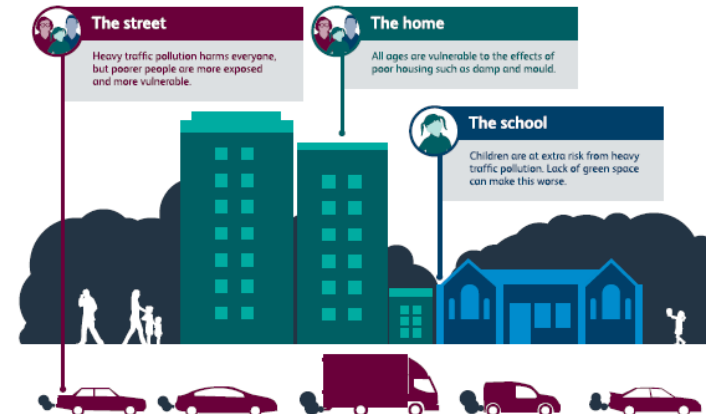 The street
Heavy traffic pollution harms everyone,
but poorer people are more exposed
and more vulnerable.
The home
All ages are vulnerable to the effects of
poor housing such as damp and mould.
The school
Children are at extra risk from heavy
traffic pollution. Lack of green space
can make this worse.